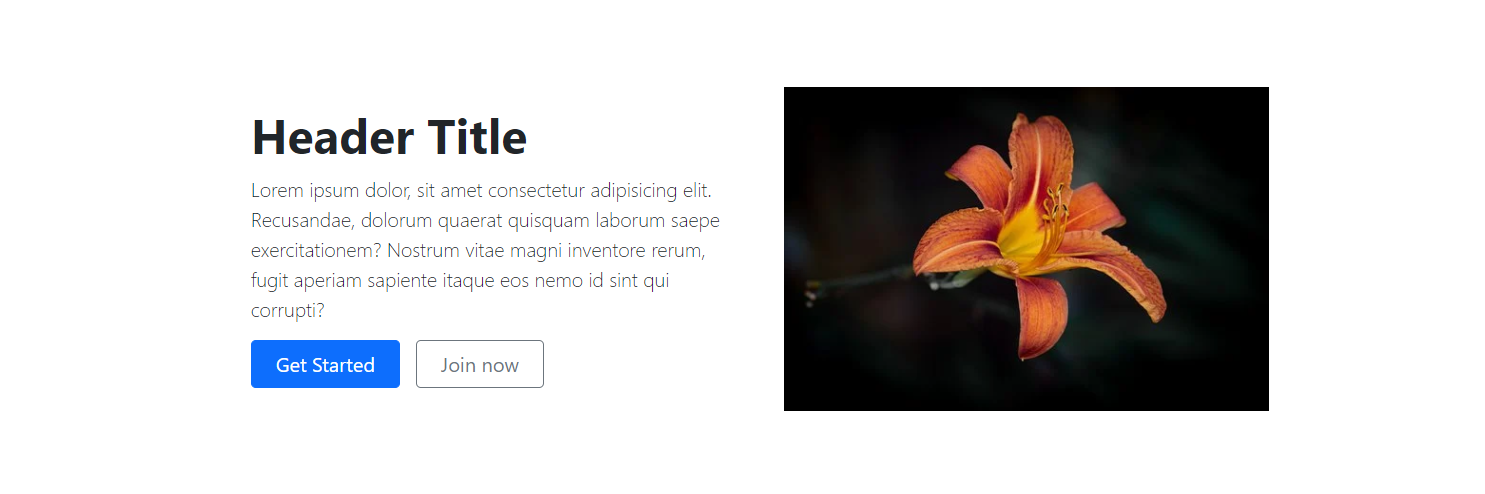 Header Title
Lorem ipsum dolor, sit amet consectetur adipisicing elit.
Recusandae, dolorum quaerat quisquam laborum saepe
exercitationem? Nostrum vitae magni inventore rerum,
fugit aperiam sapiente itaque eos nemo id sint qui
corrupti?
Get Started
Join now